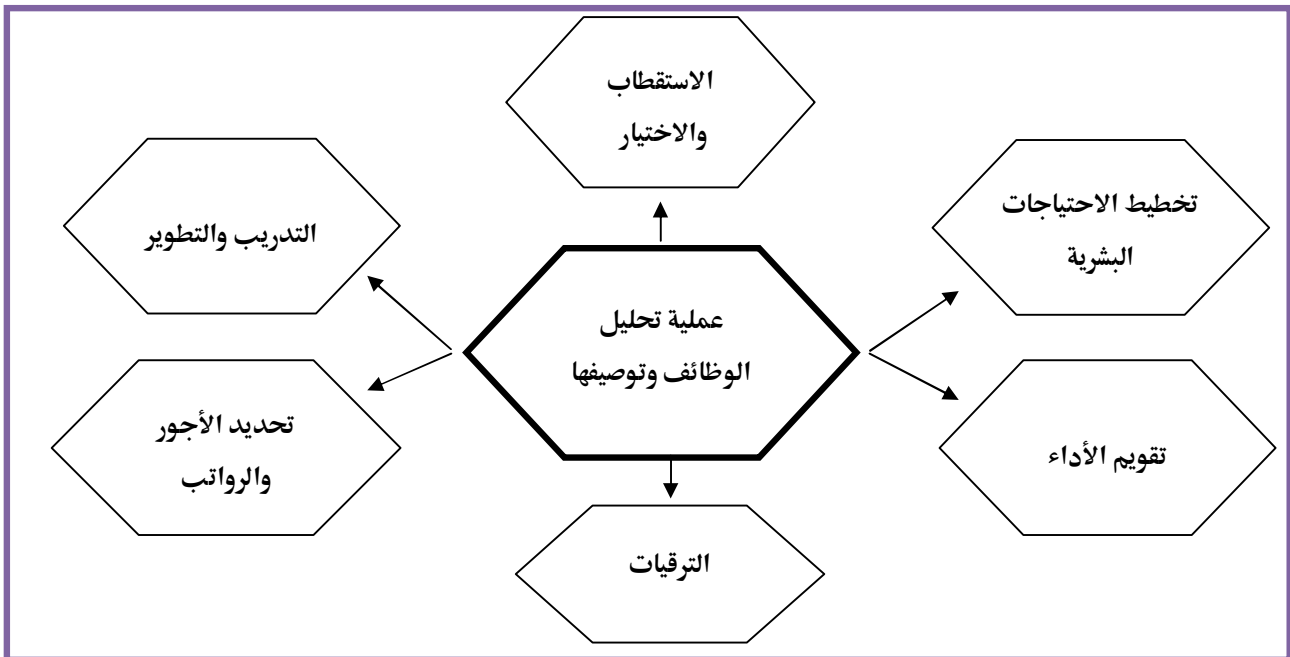 الاستقطاب
والاختيار
تخطيط الاحتياجات
البشرية
التدريب والتطوير
عملية تحليل
الوظائف وتوصيفها
تقويم الأداء
تحديد الأجور
والرواتب
الترقيات